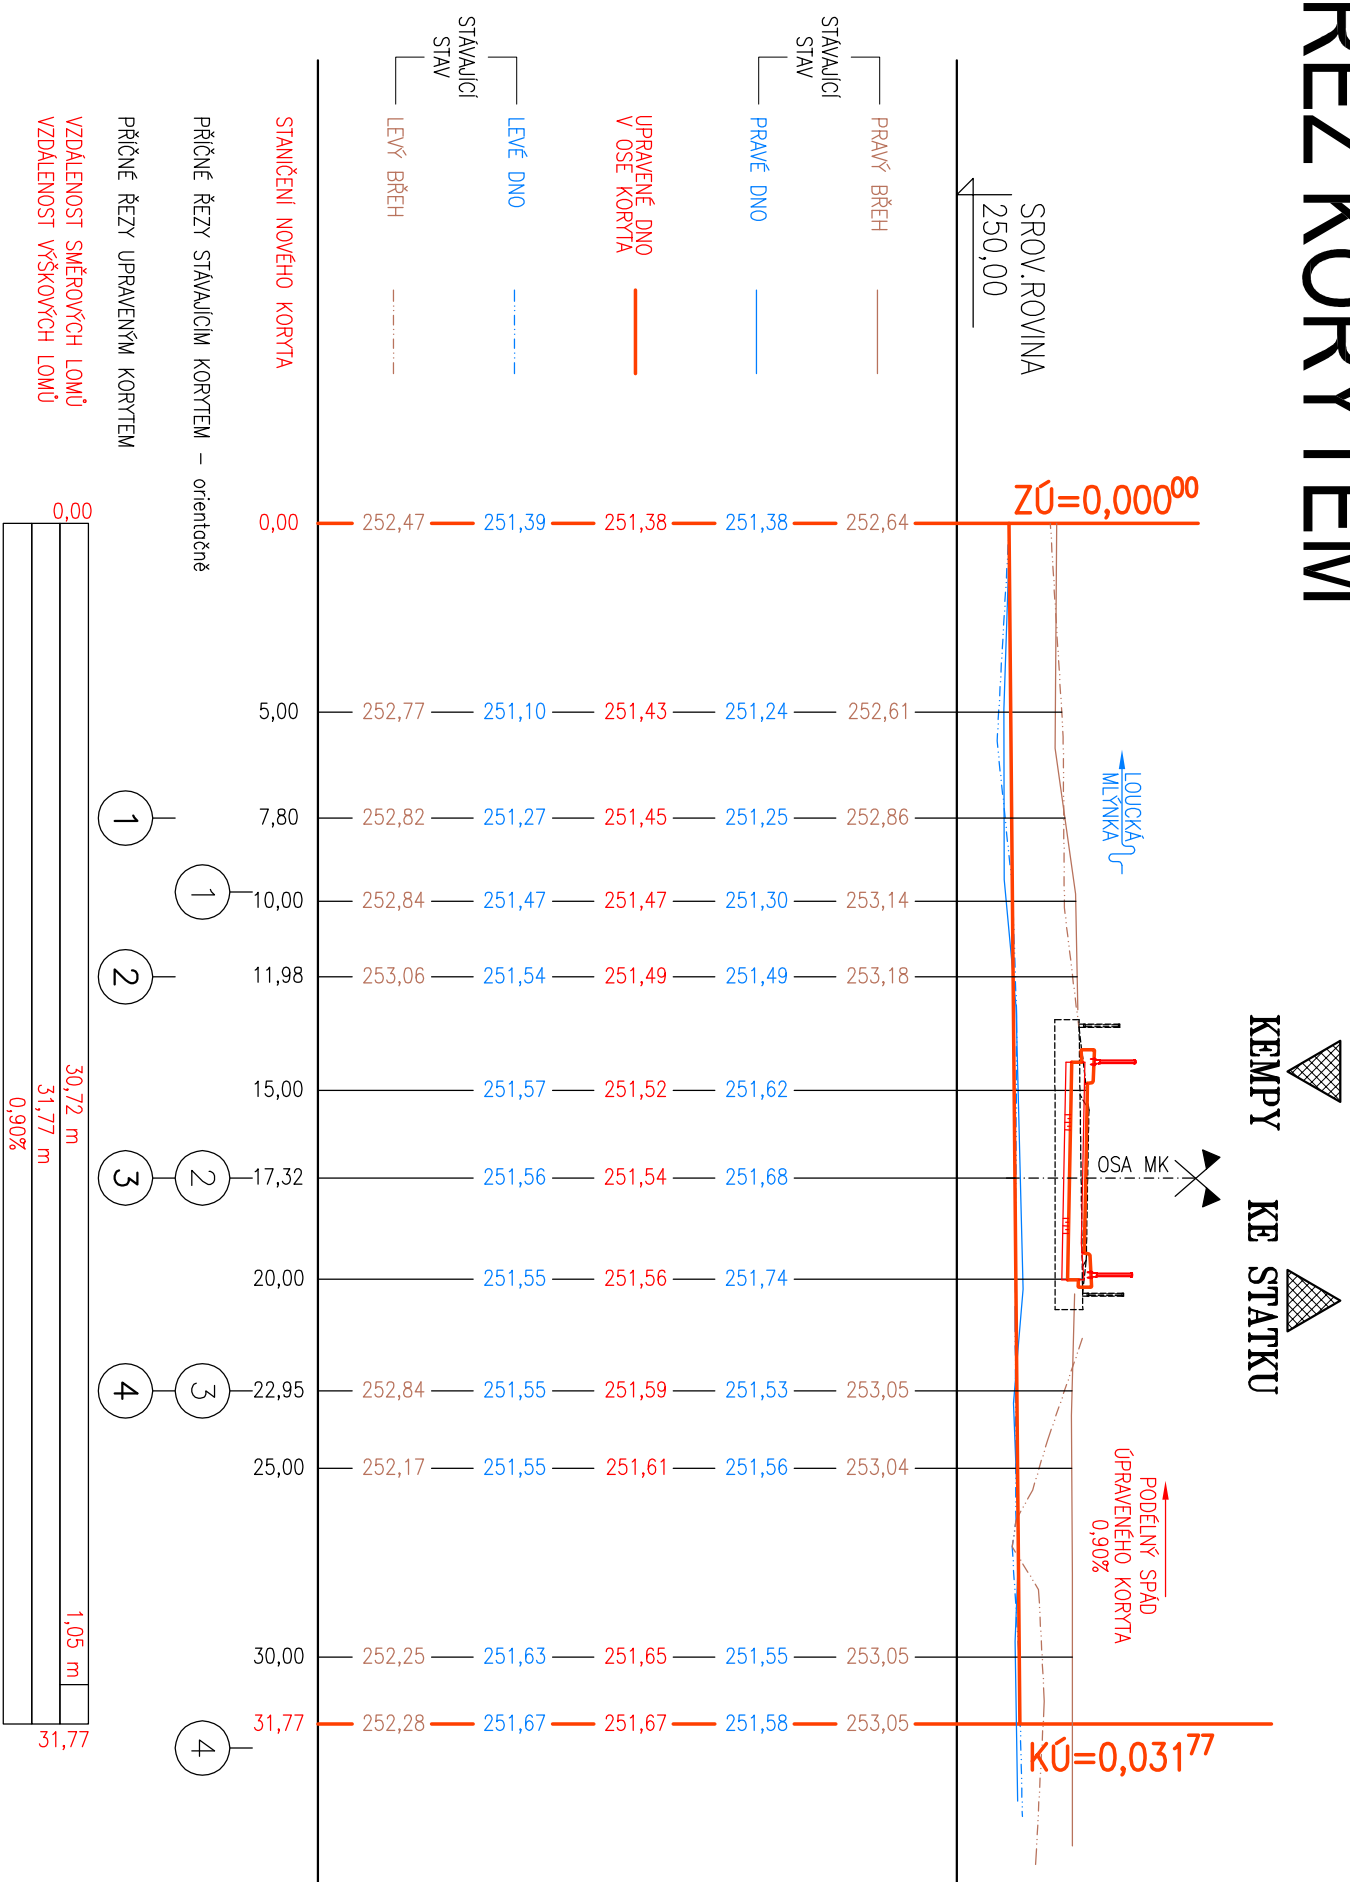 ŘEZ KORYTEM
KEMPY
KE STATKU
ZÚ=0,000⁰⁰
LOUCKÁ
MLÝNKA
OSA MK
PODÉLNÝ SPÁD
ÚPRAVENÉHO KORYTA
0,90%
KÚ=0,031⁷⁷
SROV.ROVINA
250,00
STÁVAJÍCÍ
STAV
PRAVÝ BŘEH
252,64
252,61
252,86
253,14
253,18
253,05
253,04
253,05
253,05
PRAVÉ DNO
251,38
251,24
251,25
251,30
251,49
251,62
251,68
251,74
251,53
251,56
251,55
251,58
UPRAVENÉ DNO
V OSE KORYTA
251,38
251,43
251,45
251,47
251,49
251,52
251,54
251,56
251,59
251,61
251,65
251,67
STÁVAJÍCÍ
STAV
LEVÉ DNO
251,39
251,10
251,27
251,47
251,54
251,57
251,56
251,55
251,55
251,55
251,63
251,67
LEVÝ BŘEH
252,47
252,77
252,82
252,84
253,06
252,84
252,17
252,25
252,28
STANIČENÍ NOVÉHO KORYTA
0,00
5,00
7,80
10,00
11,98
15,00
17,32
20,00
22,95
25,00
30,00
31,77
PŘÍČNÉ ŘEZY STÁVAJÍCÍM KORYTEM – orientačně
1
2
3
4
PŘÍČNÉ ŘEZY UPRAVENÝM KORYTEM
1
2
3
4
VZDÁLENOST SMĚROVÝCH LOMŮ
VZDÁLENOST VÝŠKOVÝCH LOMŮ
0,00
30,72 m
1,05 m
31,77 m
0,90%
31,77